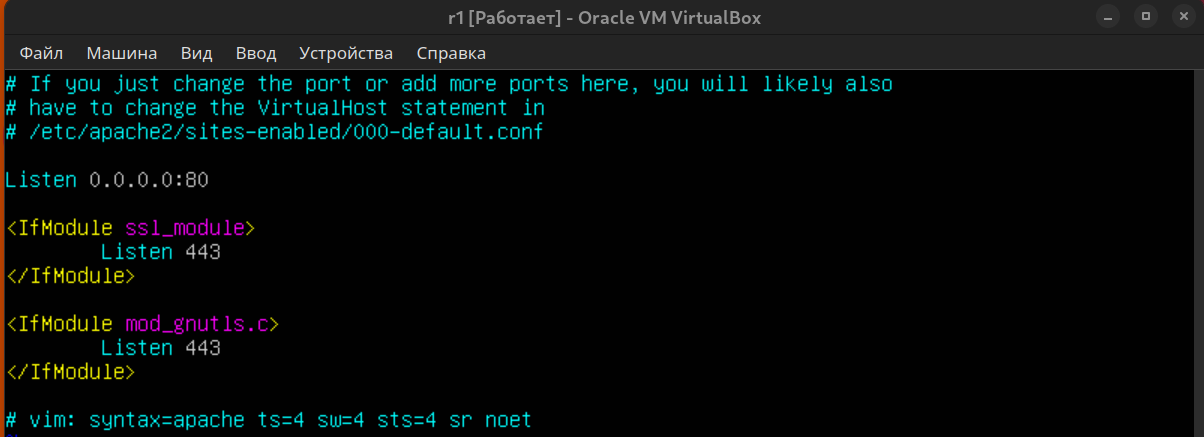 r1 [Работает] - Oracle VM VirtualBox
Файл Машина Вид Ввод Устройства Справка
# If you just change the port or add more ports here, you will likely also
# have to change the VirtualHost statement in
# /etc/apache2/sites-enabled/000-default.conf
Listen 0.0.0.0:80
<IfModule ssl_module>
Listen 443
</IfModule>
<IfModule mod_gnutls.c>
Listen 443
</IfModule>
# vim: syntax=apache ts=4 sw=4 sts=4 sr noet